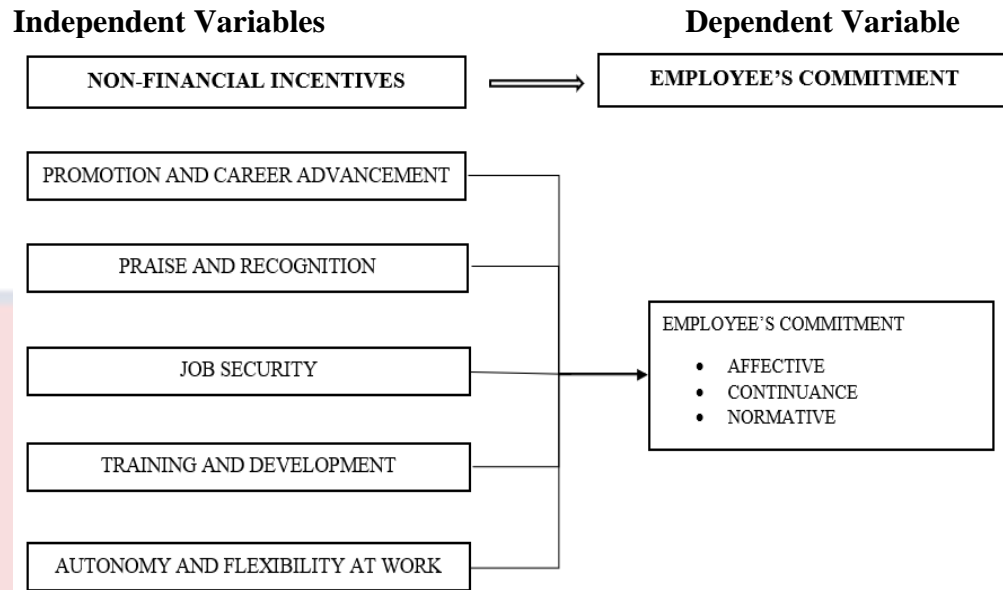 Independent Variables
Dependent Variable
NON-FINANCIAL INCENTIVES
EMPLOYEE’S COMMITMENT
PROMOTION AND CAREER ADVANCEMENT
PRAISE AND RECOGNITION
JOB SECURITY
TRAINING AND DEVELOPMENT
AUTONOMY AND FLEXIBILITY AT WORK
EMPLOYEE’S COMMITMENT
• AFFECTIVE
• CONTINUANCE
• NORMATIVE